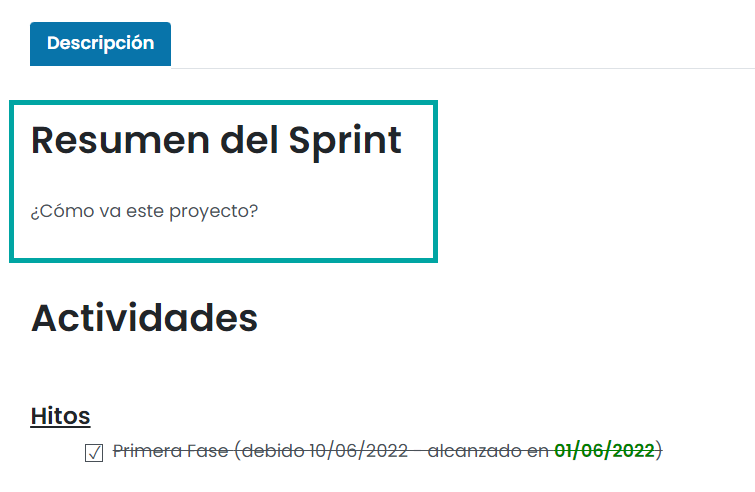 Descripción
Resumen del Sprint
¿Cómo va este proyecto?
Actividades
Hitos
Primera Fase (debido 10/06/2022 - alcanzado en 01/06/2022)